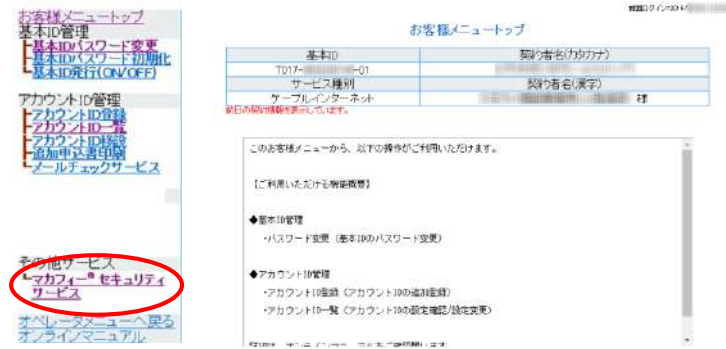 お客様メニュートップ
基本ID管理
基本IDパスワード変更
基本IDパスワード初期化
基本ID発行(ON/OFF)
アカウントID管理
アカウントID登録
アカウントID一覧
アカウントID移設
追加申込書印刷
メールチェックサービス
その他サービス
マカフィー® セキュリティ
サービス
オペレータメニューへ戻る
オンラインマニュアル
お客様メニュートップ
基本ID
契約者名(カタカナ)
T017-
-01
サービス種別
契約者名(漢字)
ケーブルインターネット
様
前日の契約情報を表示しています。
このお客様メニューから、以下の操作がご利用いただけます。
【ご利用いただける機能概要】
◆基本ID管理
・パスワード変更（基本IDのパスワード変更）
◆アカウントID管理
・アカウントID登録（アカウントIDの追加登録）
・アカウントID一覧（アカウントIDの設定確認/設定変更）